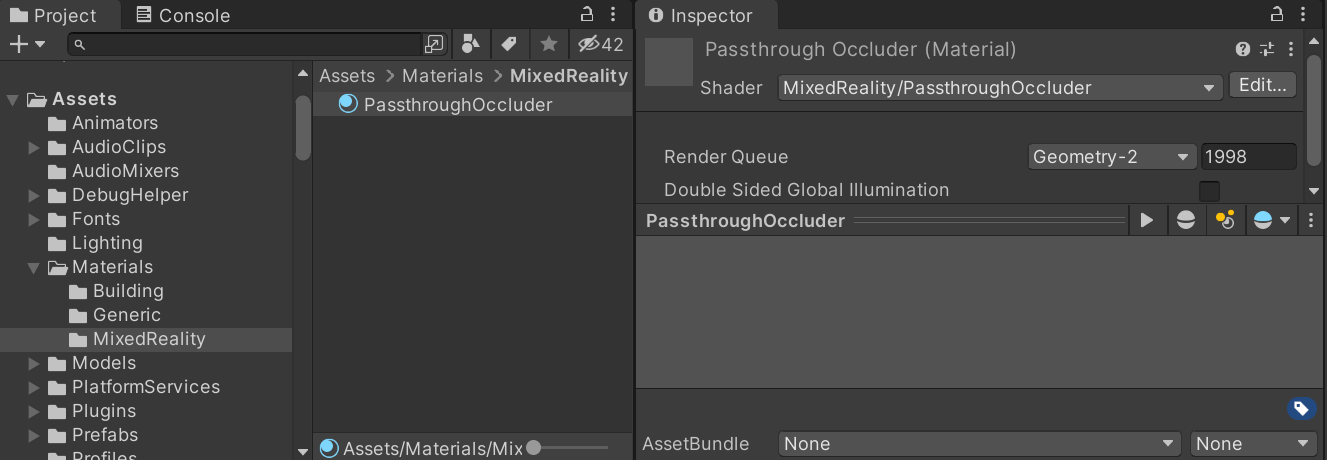 Project
Console
42
Assets
Animators
AudioClips
AudioMixers
DebugHelper
Fonts
Lighting
Materials
Building
Generic
MixedReality
Models
PlatformServices
Plugins
Prefabs
Profiles
Assets > Materials > MixedReality
PassthroughOccluder
Assets/Materials/Mix
Inspector
Passthrough Occluder (Material)
Shader MixedReality/PassthroughOccluder Edit...
Render Queue Geometry-2 1998
Double Sided Global Illumination
PassthroughOccluder
AssetBundle None None